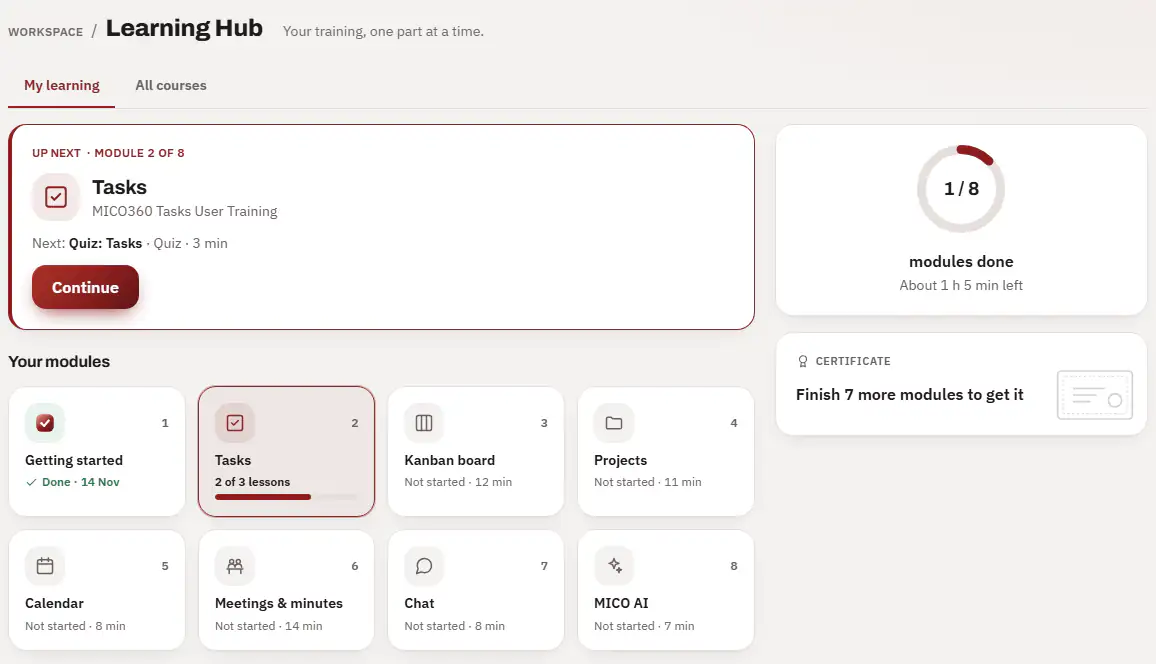 WORKSPACE / Learning Hub Your training, one part at a time.
My learning All courses
UP NEXT · MODULE 2 OF 8
Tasks
MICO360 Tasks User Training
Next: Quiz: Tasks · Quiz · 3 min
Continue
1 / 8
modules done
About 1 h 5 min left
CERTIFICATE
Finish 7 more modules to get it
Your modules
1
Getting started
Done · 14 Nov
2
Tasks
2 of 3 lessons
3
Kanban board
Not started · 12 min
4
Projects
Not started · 11 min
5
Calendar
Not started · 8 min
6
Meetings & minutes
Not started · 14 min
7
Chat
Not started · 8 min
8
MICO AI
Not started · 7 min